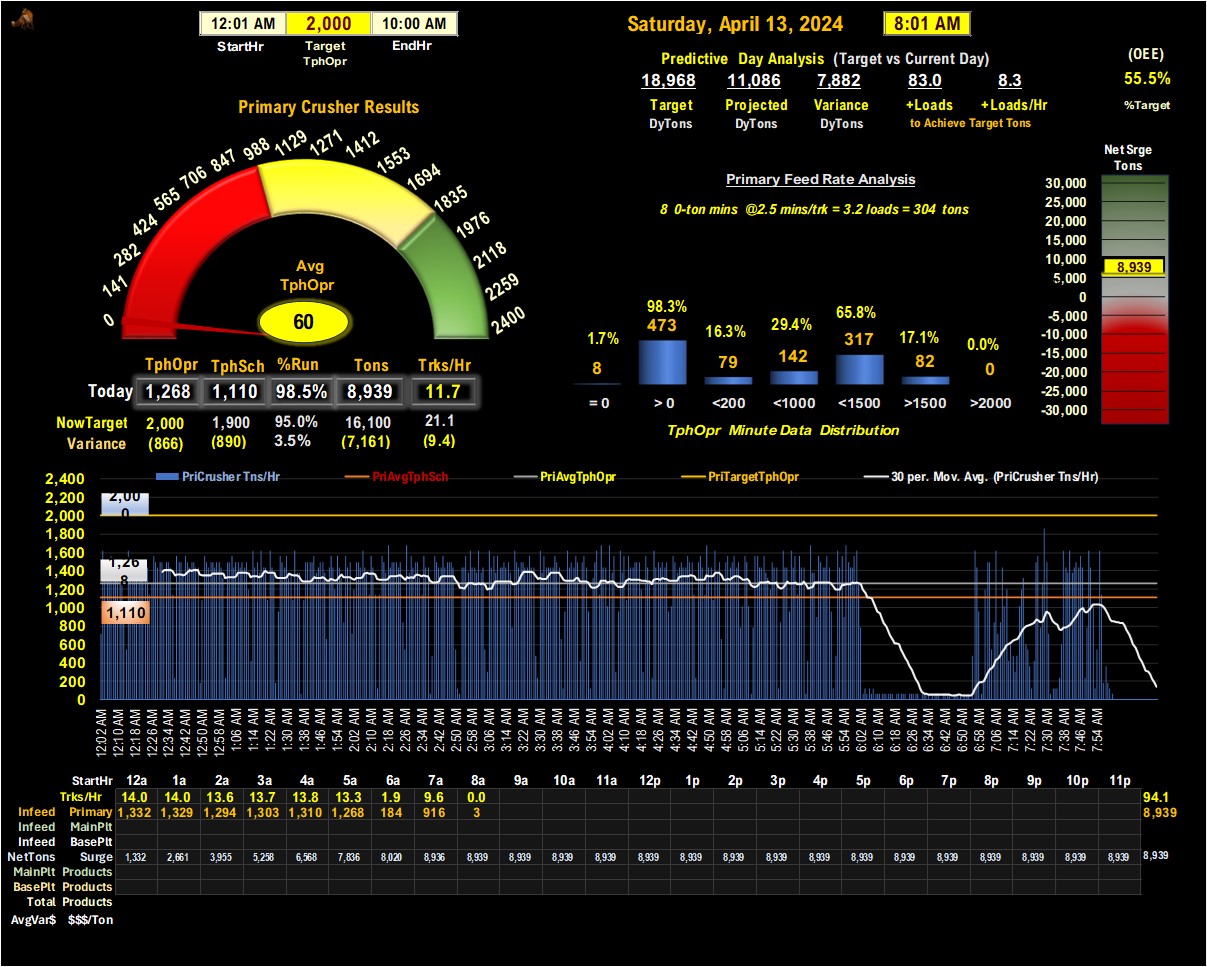 12:01 AM 2,000 10:00 AM
StartHr Target TphOpr EndHr
Saturday, April 13, 2024 8:01 AM
Predictive Day Analysis (Target vs Current Day)
18,968 11,086 7,882 83.0 8.3
Target Projected Variance +Loads +Loads/Hr
DyTons DyTons DyTons to Achieve Target Tons
(OEE)
55.5%
%Target
Primary Crusher Results
0 141 282 424 565 706 847 988 1129 1271 1412 1553 1694 1835 1976 2118 2259 2400
Avg
TphOpr
60
TphOpr TphSch %Run Tons Trks/Hr
Today 1,268 1,110 98.5% 8,939 11.7
NowTarget 2,000 1,900 95.0% 16,100 21.1
Variance (866) (890) 3.5% (7,161) (9.4)
Primary Feed Rate Analysis
8 0-ton mins @2.5 mins/trk = 3.2 loads = 304 tons
1.7% 98.3% 16.3% 29.4% 65.8% 17.1% 0.0%
8 473 79 142 317 82 0
= 0 > 0 <200 <1000 <1500 >1500 >2000
TphOpr Minute Data Distribution
Net Srge
Tons
30,000
25,000
20,000
15,000
10,000
8,939
5,000
0
-5,000
-10,000
-15,000
-20,000
-25,000
-30,000
PriCrusher Tns/Hr PriAvgTphSch PriAvgTphOpr PriTargetTphOpr 30 per. Mov. Avg. (PriCrusher Tns/Hr)
2,400
2,200
2,000
1,800
1,600
1,400
1,200
1,000
800
600
400
200
0
2,00
0
1,26
8
1,110
12:02 AM 12:10 AM 12:18 AM 12:26 AM 12:34 AM 12:42 AM 12:50 AM 12:58 AM 1:06 AM 1:14 AM 1:22 AM 1:30 AM 1:38 AM 1:46 AM 1:54 AM 2:02 AM 2:10 AM 2:18 AM 2:26 AM 2:34 AM 2:42 AM 2:50 AM 2:58 AM 3:06 AM 3:14 AM 3:22 AM 3:30 AM 3:38 AM 3:46 AM 3:54 AM 4:02 AM 4:10 AM 4:18 AM 4:26 AM 4:34 AM 4:42 AM 4:50 AM 4:58 AM 5:06 AM 5:14 AM 5:22 AM 5:30 AM 5:38 AM 5:46 AM 5:54 AM 6:02 AM 6:10 AM 6:18 AM 6:26 AM 6:34 AM 6:42 AM 6:50 AM 6:58 AM 7:06 AM 7:14 AM 7:22 AM 7:30 AM 7:38 AM 7:46 AM 7:54 AM
StartHr 12a 1a 2a 3a 4a 5a 6a 7a 8a 9a 10a 11a 12p 1p 2p 3p 4p 5p 6p 7p 8p 9p 10p 11p
Trks/Hr 14.0 14.0 13.6 13.7 13.8 13.3 1.9 9.6 0.0 94.1
Infeed Primary 1,332 1,329 1,294 1,303 1,310 1,268 184 916 3 8,939
Infeed MainPlt
Infeed BasePlt
NetTons Surge 1,332 2,661 3,955 5,258 6,568 7,836 8,020 8,936 8,939 8,939 8,939 8,939 8,939 8,939 8,939 8,939 8,939 8,939 8,939 8,939 8,939 8,939 8,939 8,939 8,939
MainPlt Products
BasePlt Products
Total Products
AvgVar$ $$$/Ton